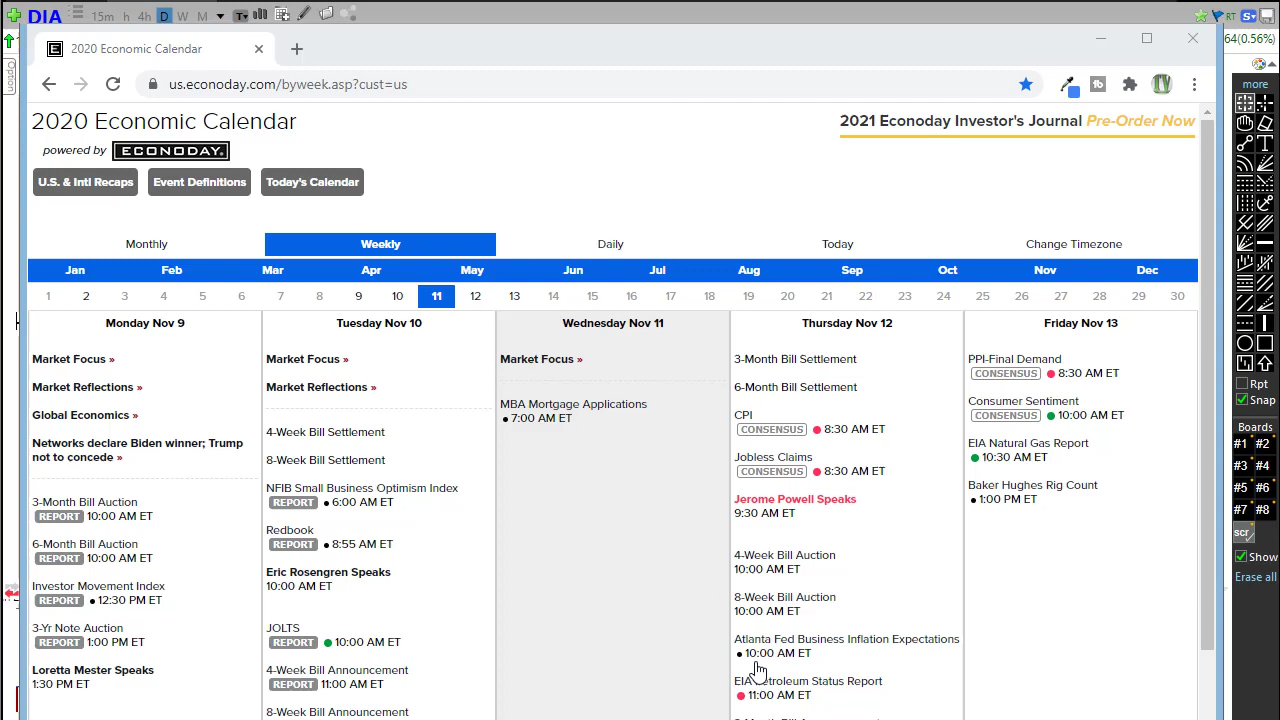 DIA 15m h 4h D W M T RT S
2020 Economic Calendar
64(0.56%)
Option
us.econoday.com/byweek.asp?cust=us
more
2020 Economic Calendar
2021 Econoday Investor's Journal Pre-Order Now
powered by ECONODAY
U.S. & Intl Recaps Event Definitions Today's Calendar
Monthly Weekly Daily Today Change Timezone
Jan Feb Mar Apr May Jun Jul Aug Sep Oct Nov Dec
1 2 3 4 5 6 7 8 9 10 11 12 13 14 15 16 17 18 19 20 21 22 23 24 25 26 27 28 29 30
Monday Nov 9
Market Focus »
Market Reflections »
Global Economics »
Networks declare Biden winner; Trump
not to concede »
3-Month Bill Auction
REPORT 10:00 AM ET
6-Month Bill Auction
REPORT 10:00 AM ET
Investor Movement Index
REPORT 12:30 PM ET
3-Yr Note Auction
REPORT 1:00 PM ET
Loretta Mester Speaks
1:30 PM ET
Tuesday Nov 10
Market Focus »
Market Reflections »
4-Week Bill Settlement
8-Week Bill Settlement
NFIB Small Business Optimism Index
REPORT 6:00 AM ET
Redbook
REPORT 8:55 AM ET
Eric Rosengren Speaks
10:00 AM ET
JOLTS
REPORT 10:00 AM ET
4-Week Bill Announcement
REPORT 11:00 AM ET
8-Week Bill Announcement
Wednesday Nov 11
Market Focus »
MBA Mortgage Applications
7:00 AM ET
Thursday Nov 12
3-Month Bill Settlement
6-Month Bill Settlement
CPI
CONSENSUS 8:30 AM ET
Jobless Claims
CONSENSUS 8:30 AM ET
Jerome Powell Speaks
9:30 AM ET
4-Week Bill Auction
10:00 AM ET
8-Week Bill Auction
10:00 AM ET
Atlanta Fed Business Inflation Expectations
10:00 AM ET
EIA Petroleum Status Report
11:00 AM ET
Friday Nov 13
PPI-Final Demand
CONSENSUS 8:30 AM ET
Consumer Sentiment
CONSENSUS 10:00 AM ET
EIA Natural Gas Report
10:30 AM ET
Baker Hughes Rig Count
1:00 PM ET
Rpt
Snap
Boards
#1 #2
#3 #4
#5 #6
#7 #8
scr
Show
Erase all